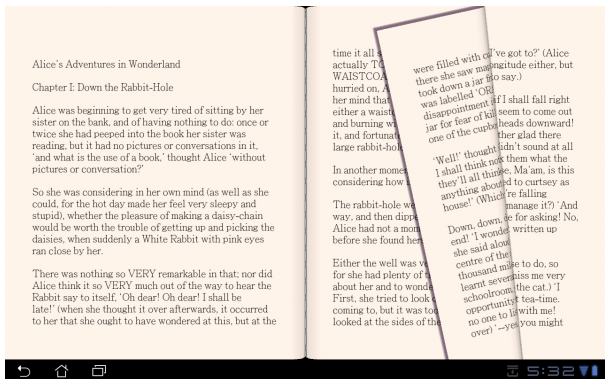 Alice's Adventures in Wonderland
Chapter I: Down the Rabbit-Hole
Alice was beginning to get very tired of sitting by her
sister on the bank, and of having nothing to do: once or
twice she had peeped into the book her sister was
reading, but it had no pictures or conversations in it,
'and what is the use of a book,' thought Alice 'without
pictures or conversation?'
So she was considering in her own mind (as well as she
could, for the hot day made her feel very sleepy and
stupid), whether the pleasure of making a daisy-chain
would be worth the trouble of getting up and picking the
daisies, when suddenly a White Rabbit with pink eyes
ran close by her.
There was nothing so VERY remarkable in that; nor did
Alice think it so VERY much out of the way to hear the
Rabbit say to itself, 'Oh dear! Oh dear! I shall be
late!' (when she thought it over afterwards, it occurred
to her that she ought to have wondered at this, but at the
time it all
actually
WAISTCOA
hurried on,
her mind that
either a waist
and burning wi
it, and fortunat
large rabbit-hol
In another momen
considering how
The rabbit-hole we
way, and then dippe
Alice had not a mom
before she found her
Either the well was v
for she had plenty of
about her and to wonde
First, she tried to look
coming to, but it was too
looked at the sides of the
were filled with
there she saw
took down a jar
was labelled 'OR
disappointment
jar for fear of kil
one of the cupbo
'Well!' thought
I shall think
they'll all thin
anything about
house!' (Whic
Down, down,
end! 'I wonde
she said alou
centre of the
thousand mil
learnt sever
schoolroom,
opportunity
no one to li
over) '--yes
I've got to?' (Alice
ongitude either, but
to say.)
if I shall fall right
seem to come out
heads downward!
her glad there
didn't sound at all
them what the
e, Ma'am, is this
ed to curtsey as
're falling
manage it?) 'And
e for asking! No,
written up
se to do, so
miss me very
the cat.) 'I
t tea-time.
with me!
you might
5:32